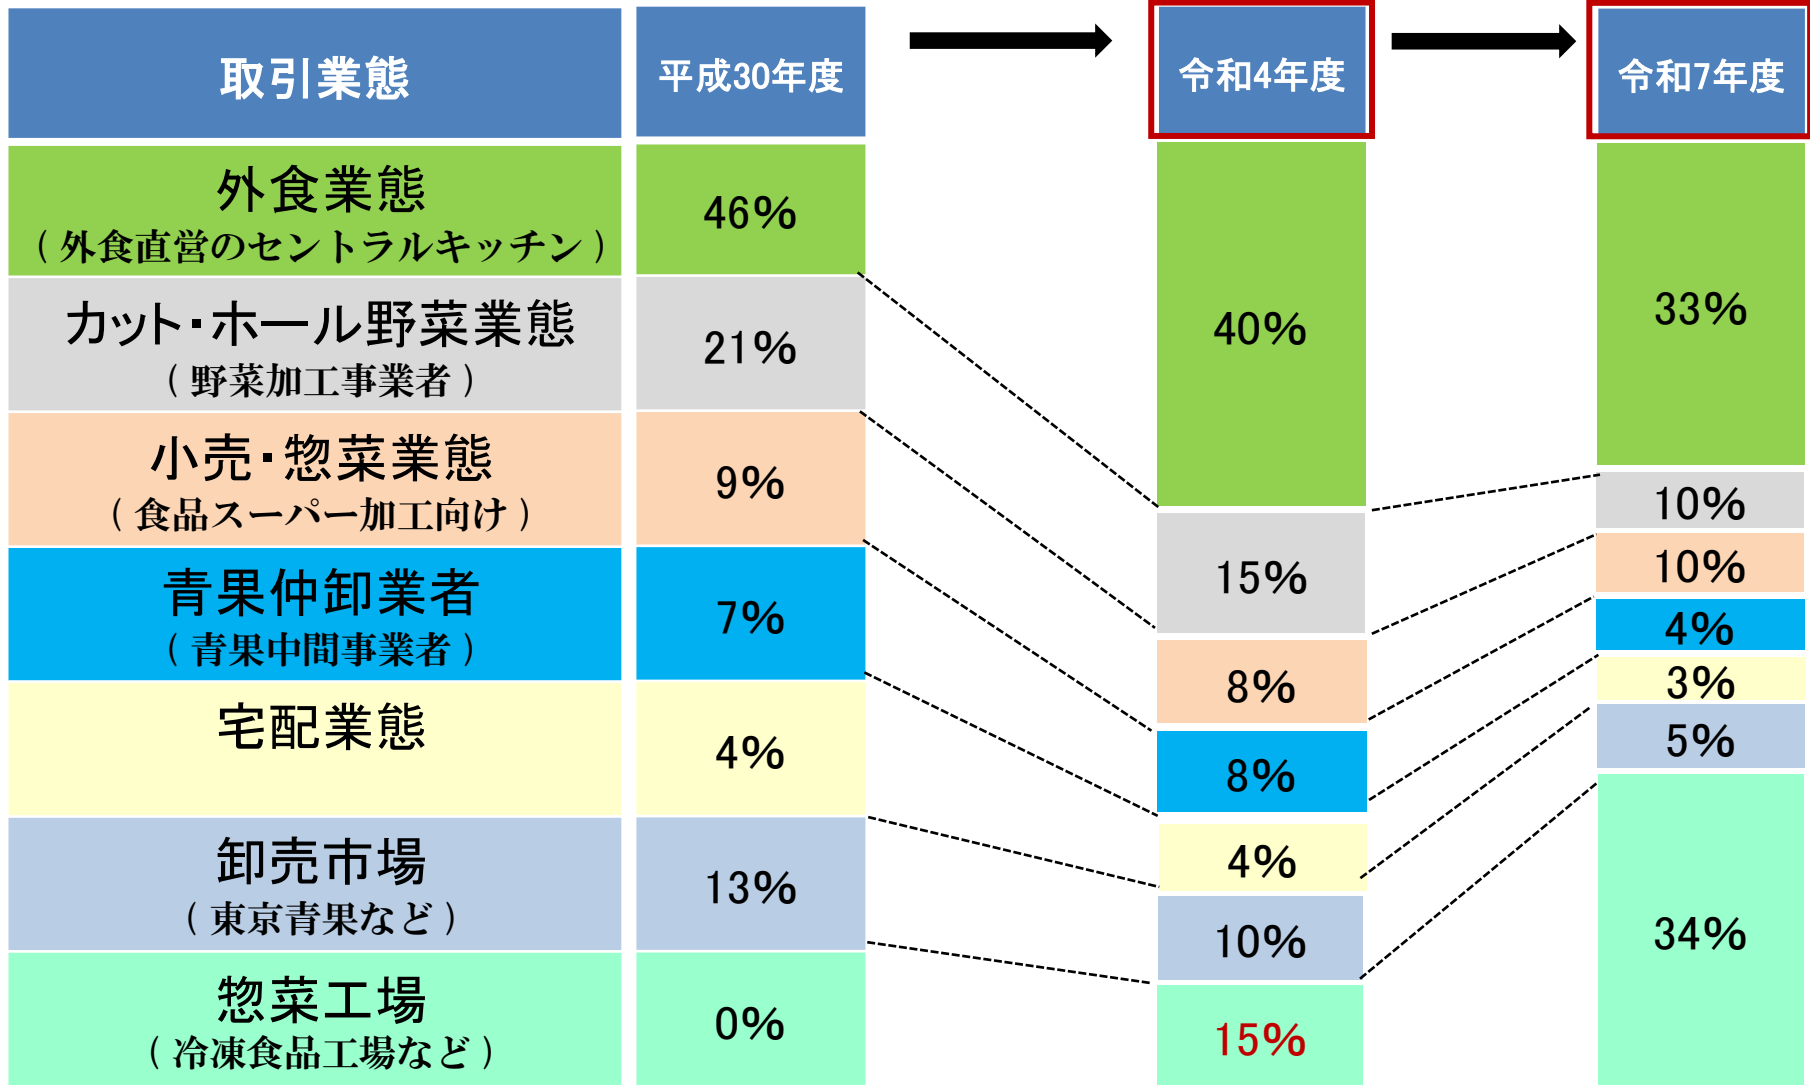 取引業態 平成30年度 令和4年度 令和7年度
外食業態
（外食直営のセントラルキッチン）
46% 40% 33%
カット・ホール野菜業態
（野菜加工事業者）
21% 15% 10%
小売・惣菜業態
（食品スーパー加工向け）
9% 8% 10%
青果仲卸業者
（青果中間事業者）
7% 8% 4%
宅配業態
4% 4% 3%
卸売市場
（東京青果など）
13% 10% 5%
惣菜工場
（冷凍食品工場など）
0% 15% 34%